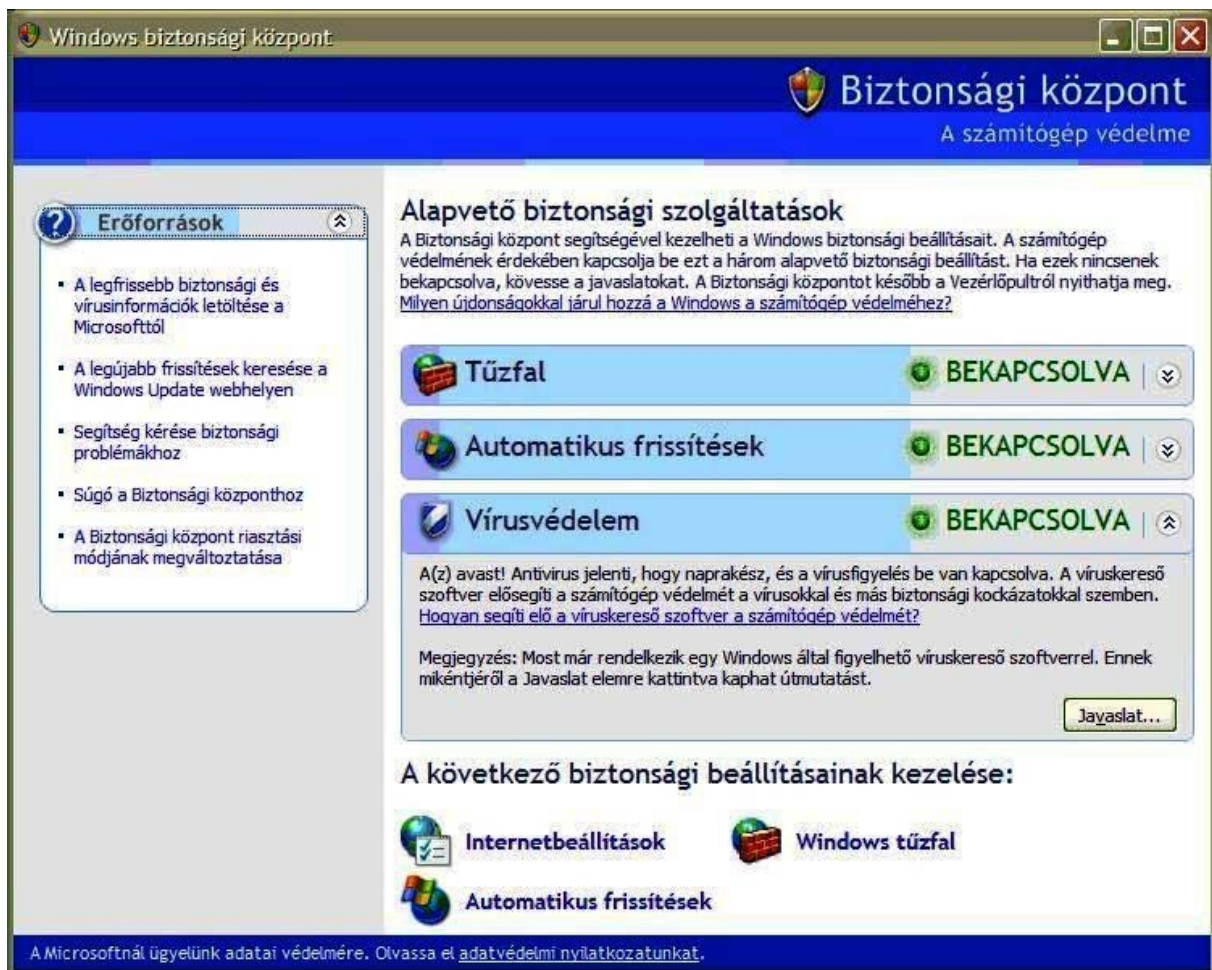 Windows biztonsági központ
Biztonsági központ
A számítógép védelme
Erőforrások
A legfrissebb biztonsági és
vírusinformációk letöltése a
Microsofttól
A legújabb frissítések keresése a
Windows Update webhelyen
Segítség kérése biztonsági
problémákhoz
Súgó a Biztonsági központhoz
A Biztonsági központ riasztási
módjának megváltoztatása
Alapvető biztonsági szolgáltatások
A Biztonsági központ segítségével kezelheti a Windows biztonsági beállításait. A számítógép
védelmének érdekében kapcsolja be ezt a három alapvető biztonsági beállítást. Ha ezek nincsenek
bekapcsolva, kövesse a javaslatokat. A Biztonsági központot később a Vezérlőpultról nyithatja meg.
Milyen újdonságokkal járul hozzá a Windows a számítógép védelméhez?
Tűzfal BEKAPCSOLVA
Automatikus frissítések BEKAPCSOLVA
Vírusvédelem BEKAPCSOLVA
A(z) avast! Antivirus jelenti, hogy naprakész, és a vírusfigyelés be van kapcsolva. A víruskereső
szoftver elősegíti a számítógép védelmét a vírusokkal és más biztonsági kockázatokkal szemben.
Hogyan segíti elő a víruskereső szoftver a számítógép védelmét?
Megjegyzés: Most már rendelkezik egy Windows által figyelhető víruskereső szoftverrel. Ennek
mikéntjéről a Javaslat elemre kattintva kaphat útmutatást.
Javaslat...
A következő biztonsági beállításainak kezelése:
Internetbeállítások Windows tűzfal
Automatikus frissítések
A Microsoftnál ügyelünk adatai védelmére. Olvassa el adatvédelmi nyilatkozatunkat.